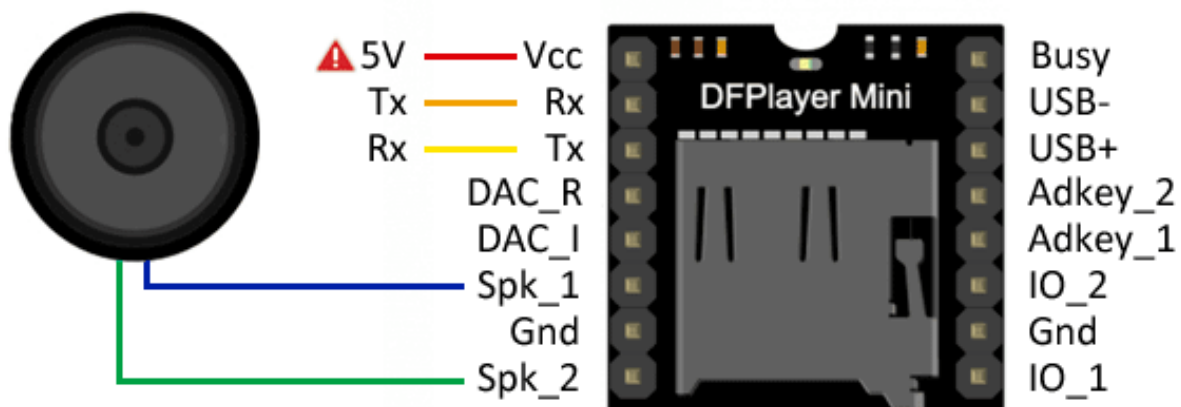 5V Vcc DFPlayer Mini Busy
Tx Rx USB-
Rx Tx USB+
DAC_R Adkey_2
DAC_I Adkey_1
Spk_1 IO_2
Gnd Gnd
Spk_2 IO_1